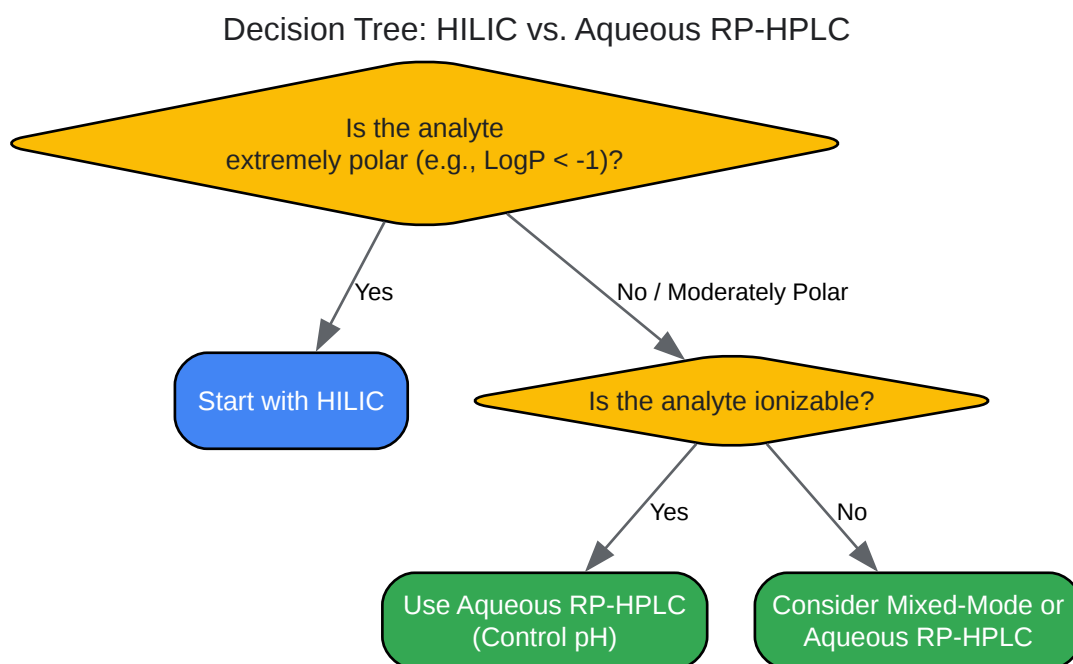 Decision Tree: HILIC vs. Aqueous RP-HPLC
Is the analyte
extremely polar (e.g., LogP < -1)?
Yes
No / Moderately Polar
Start with HILIC
Is the analyte ionizable?
Yes
No
Use Aqueous RP-HPLC
(Control pH)
Consider Mixed-Mode or
Aqueous RP-HPLC